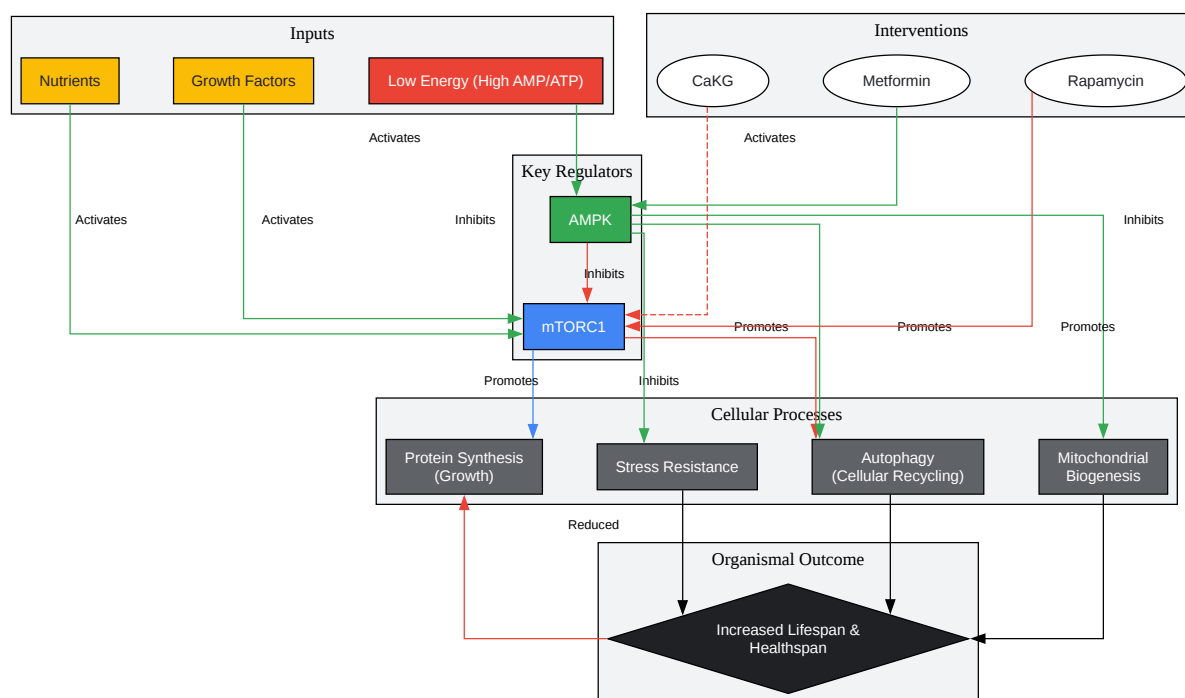 Inputs
Interventions
Nutrients
Growth Factors
Low Energy (High AMP/ATP)
CaKG
Metformin
Rapamycin
Activates
Activates
Key Regulators
Activates
Activates
Inhibits
AMPK
Inhibits
Inhibits
mTORC1
Promotes
Promotes
Promotes
Promotes
Inhibits
Cellular Processes
Protein Synthesis
(Growth)
Stress Resistance
Autophagy
(Cellular Recycling)
Mitochondrial
Biogenesis
Reduced
Organismal Outcome
Increased Lifespan &
Healthspan